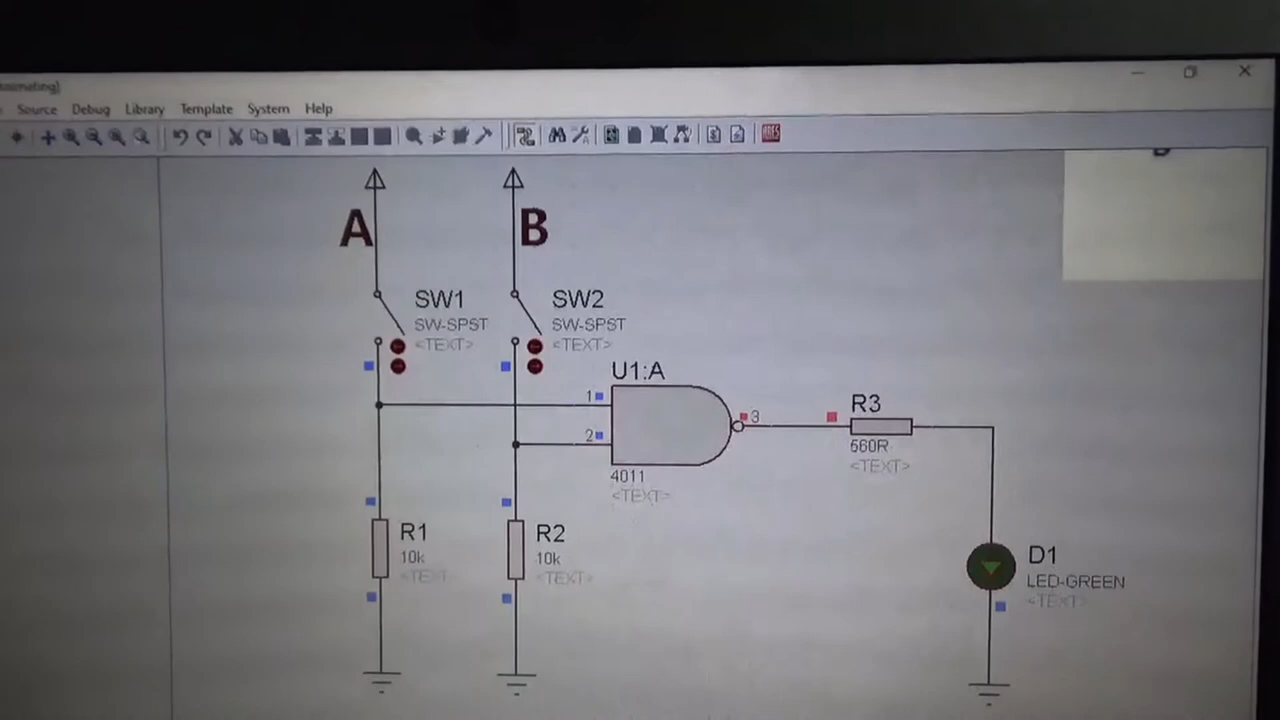 Source Debug Library Template System Help
A B
SW1
SW-SPST
<TEXT>
SW2
SW-SPST
<TEXT>
U1:A
1
2
3
4011
<TEXT>
R3
560R
<TEXT>
R1
10k
<TEXT
R2
10k
<TEXT>
D1
LED-GREEN
<TEXT>
ARES